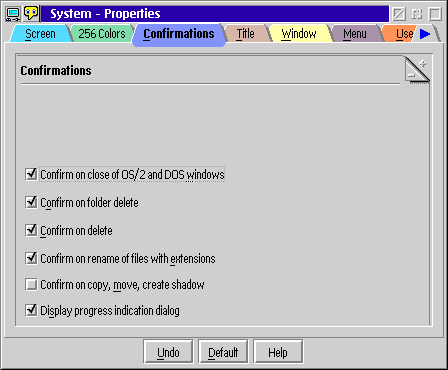 System - Properties
Screen
256 Colors
Confirmations
Title
Window
Menu
Use
Confirmations
Confirm on close of OS/2 and DOS windows
Confirm on folder delete
Confirm on delete
Confirm on rename of files with extensions
Confirm on copy, move, create shadow
Display progress indication dialog
Undo
Default
Help